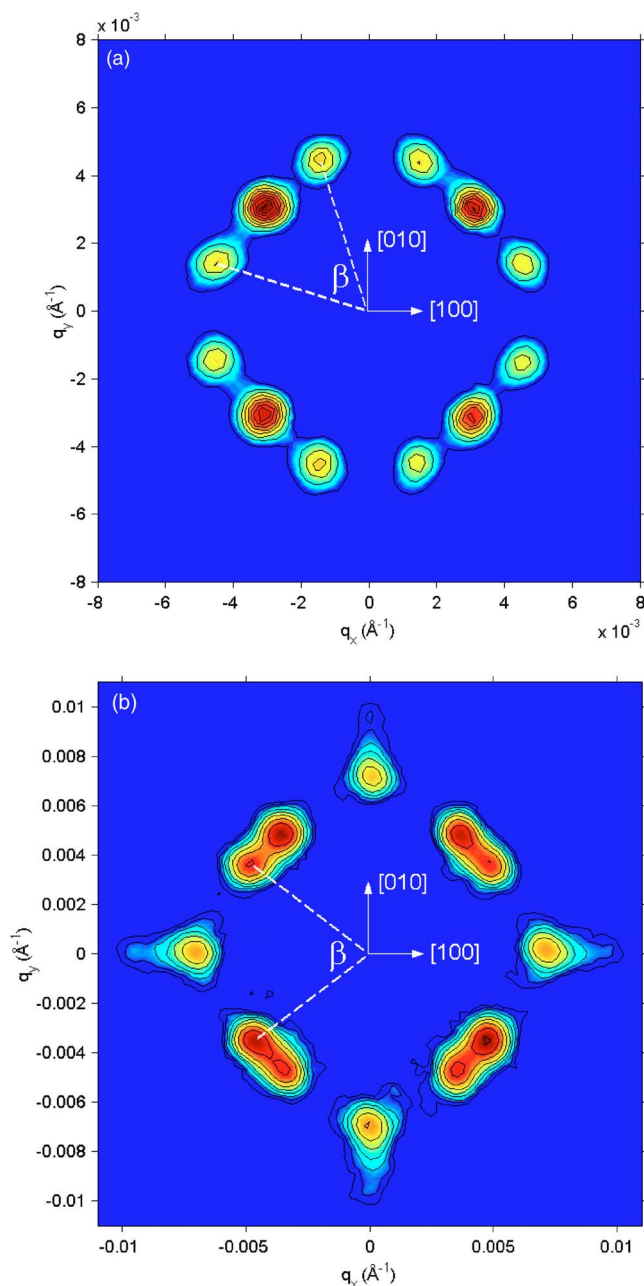 x 10⁻³
8
(a)
6
4
2
[010]
β
0
[100]
q_y (Å⁻¹)
-2
-4
-6
-8
-8 -6 -4 -2 0 2 4 6 8
q_x (Å⁻¹)
x 10⁻³
(b)
0.01
0.008
0.006
0.004
[010]
0.002
β
0
[100]
q_y (Å⁻¹)
-0.002
-0.004
-0.006
-0.008
-0.01
-0.01 -0.005 0 0.005 0.01
q_x (Å⁻¹)